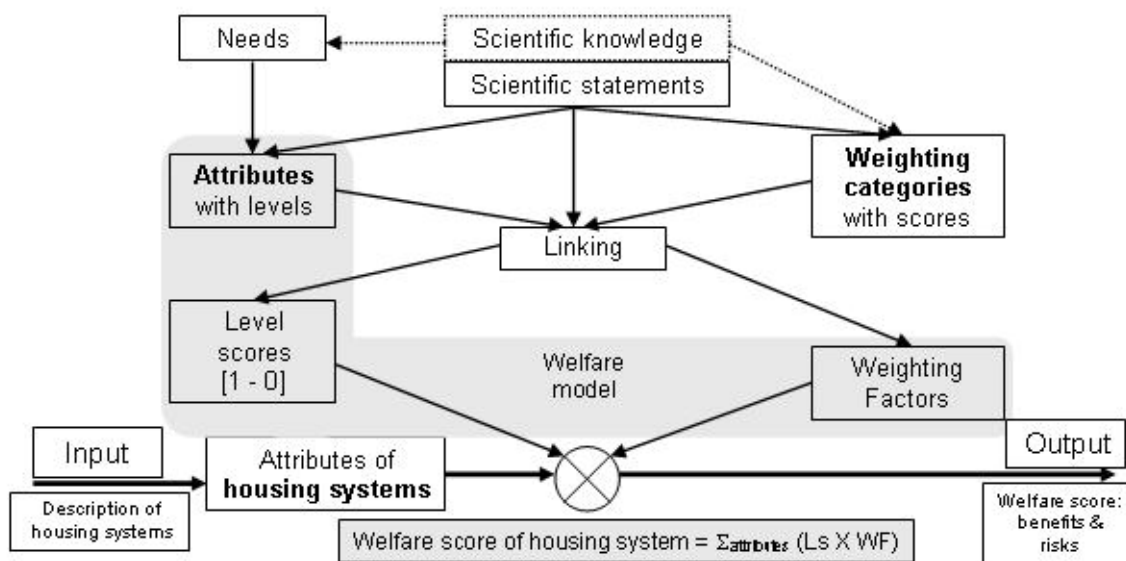 Needs
Scientific knowledge
Scientific statements
Attributes
with levels
Weighting
categories
with scores
Linking
Level
scores
[1 - 0]
Welfare
model
Weighting
Factors
Input
Attributes of
housing systems
Output
Description of
housing systems
Welfare score:
benefits &
risks
Welfare score of housing system = Σattributes (Ls X WF)